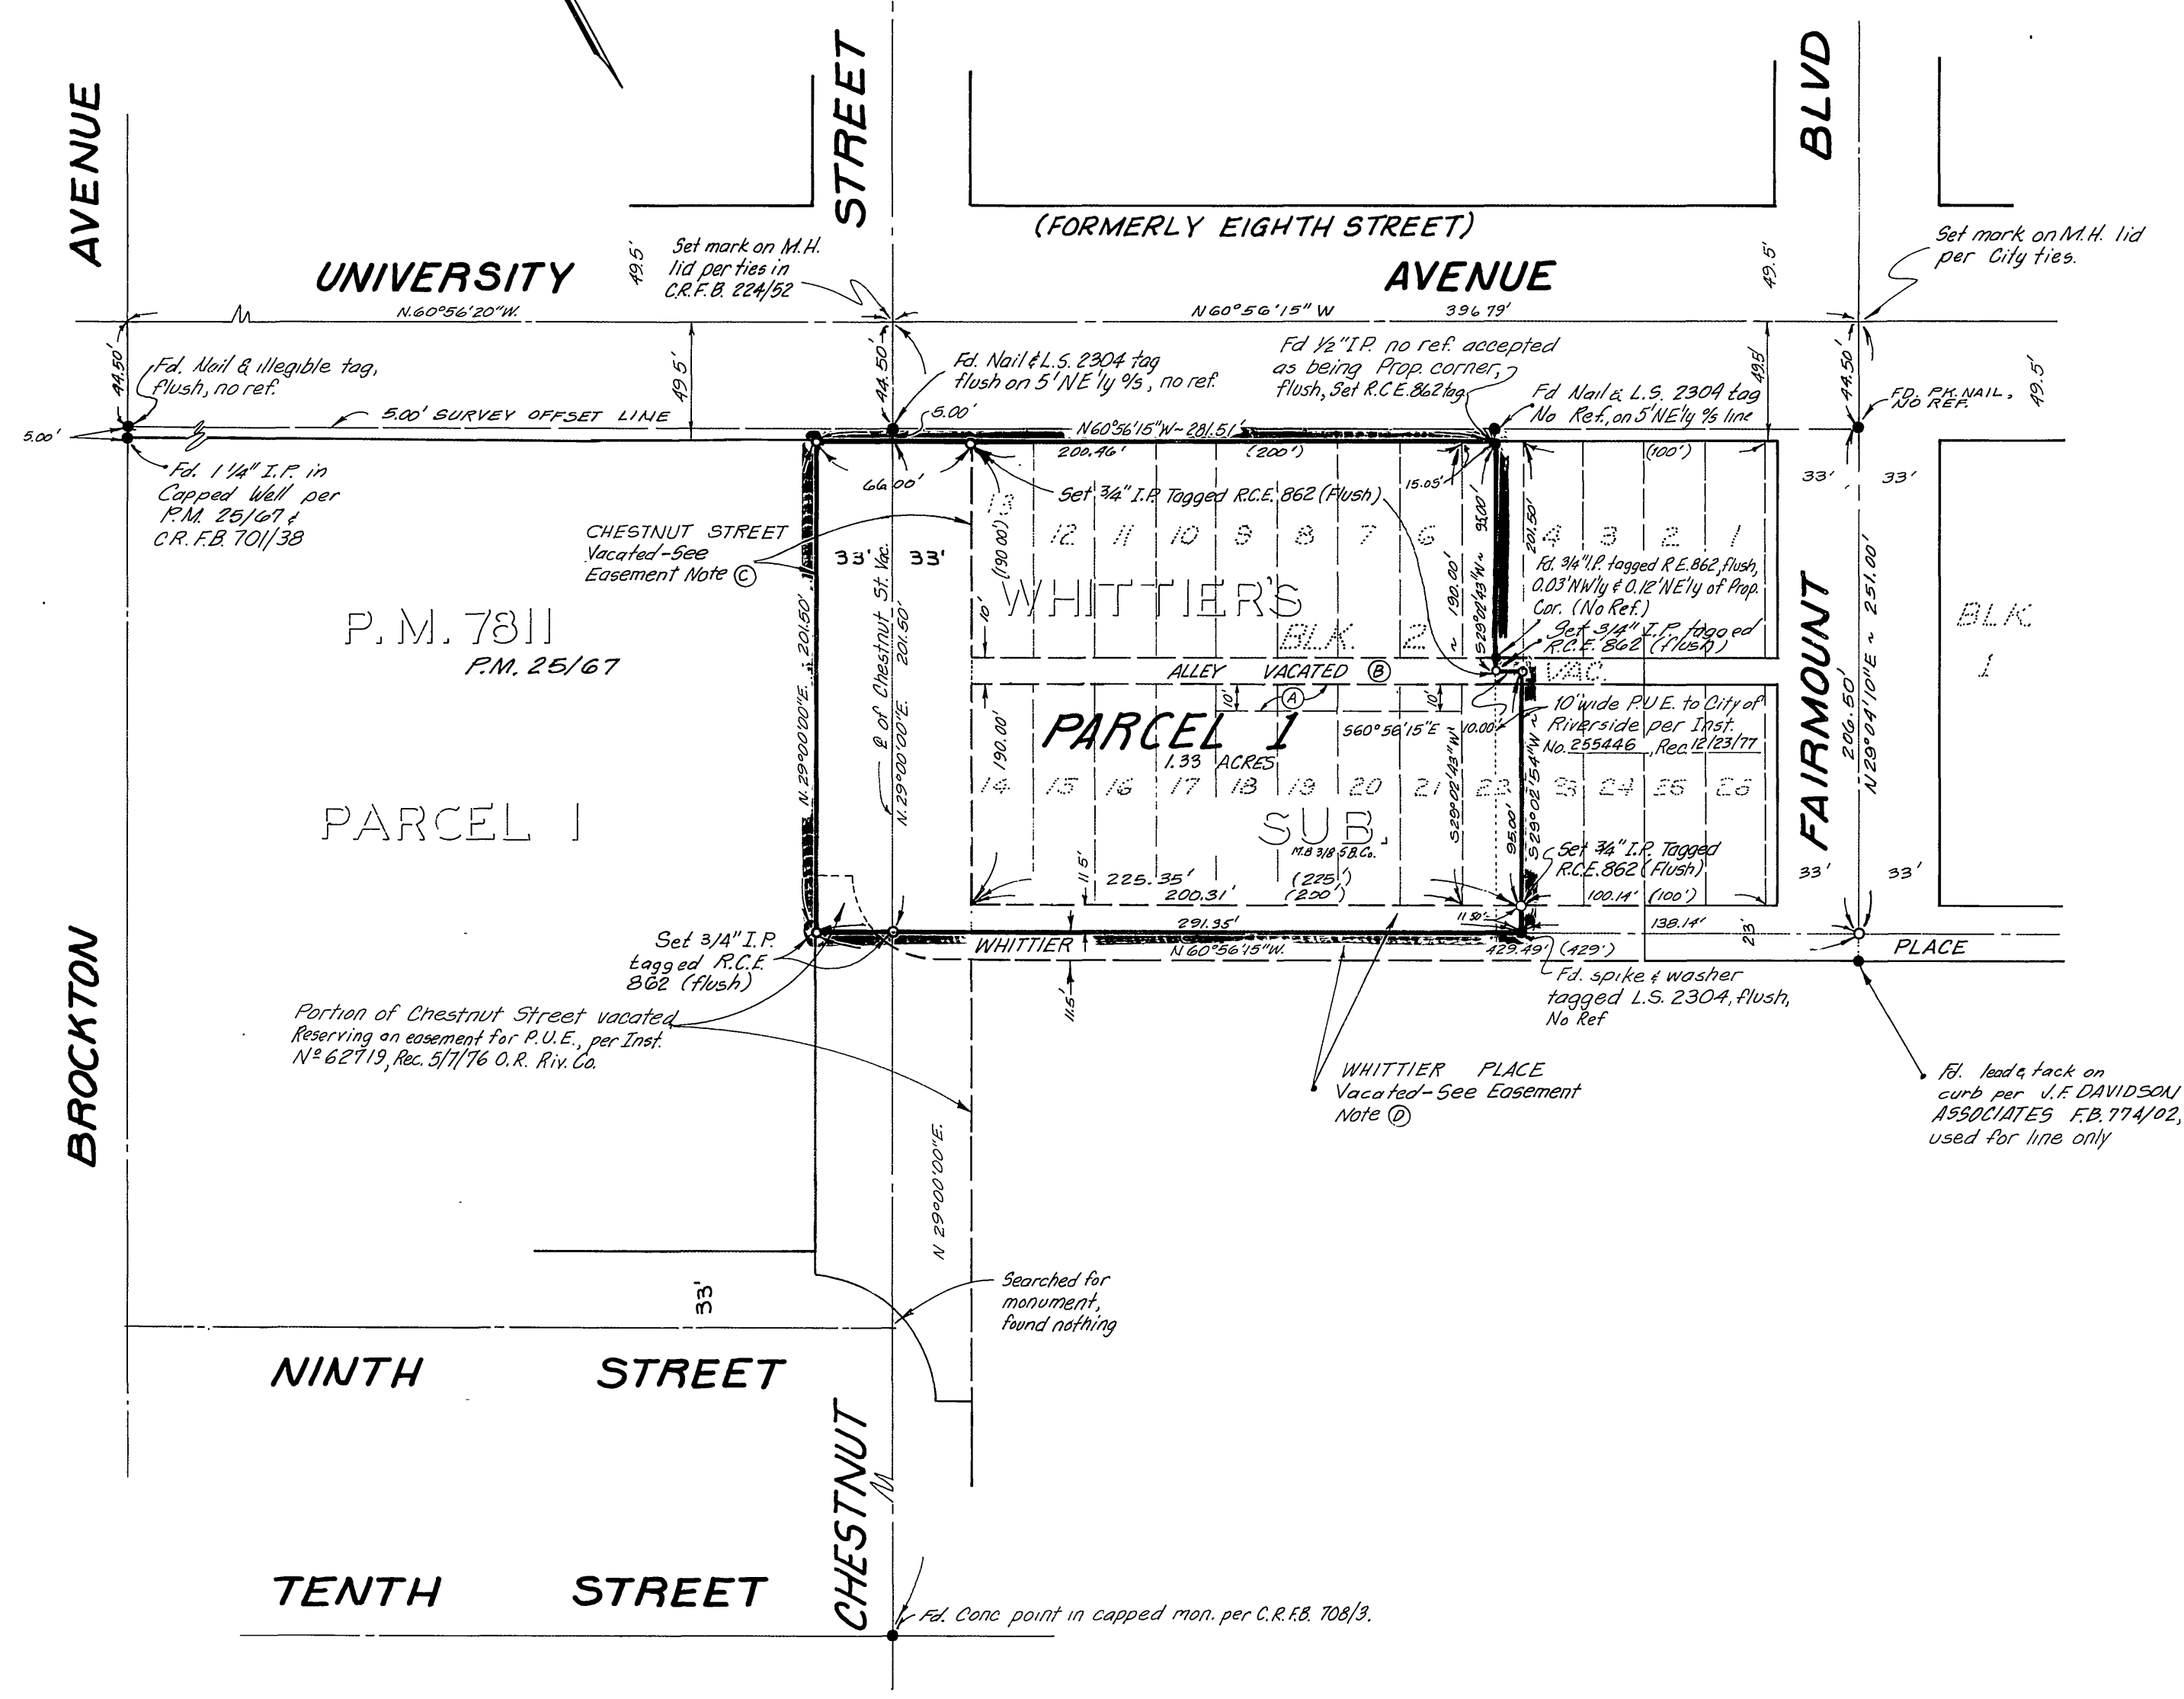 AVENUE
STREET
BLVD
(FORMERLY EIGHTH STREET)
UNIVERSITY
AVENUE
49.5'
Set mark on M.H.
lid per ties in
C.R.F.B. 224/52
49.5'
Set mark on M.H. lid
per City ties.
N.60°56'20"W.
N60°56'15" W
396 79'
44.50'
Fd. Nail & illegible tag,
flush, no ref.
49 5'
44.50'
Fd. Nail & L.S. 2304 tag
flush on 5' NE'ly %s, no ref.
Fd ½" I.P. no ref. accepted
as being Prop. corner,
flush, Set R.C.E. 862 tag
Fd Nail & L.S. 2304 tag
No Ref., on 5' NE'ly %s line
49.5'
44.50'
FD. P.K. NAIL,
NO REF.
49.5'
5.00' SURVEY OFFSET LINE
5.00'
5.00'
N60°56'15"W~281.51'
200.46'
(200')
(100')
Fd. 1 1/4" I.P. in
Capped Well per
P.M. 25/67 &
C.R.F.B. 701/38
66.00'
Set 3/4" I.P. Tagged R.C.E. 862 (Flush)
15.05'
33'
33'
CHESTNUT STREET
Vacated-See
Easement Note Ⓒ
33'
33'
13
12
11
10
9
8
7
6
4
3
2
1
(190 00')
10'
190.00'
S29°02'43"W~
95.00'
201.50'
Fd. 3/4" I.P. tagged R.E. 862, flush,
0.03' NW'ly & 0.12' NE'ly of Prop.
Cor. (No Ref.)
Set 3/4" I.P. tagged
R.C.E. 862 (flush)
WHITTIER'S
BLK. 2
BLK.
1
P.M. 7811
P.M. 25/67
ALLEY VACATED Ⓑ
VAC.
Ⓐ
10'
10'
10' wide P.U.E. to City of
Riverside per Inst.
No. 255446, Rec. 12/23/77
PARCEL 1
1.33 ACRES
S60°56'15"E
10.00'
N.29°00'00"E. ~ 201.50'
℄ of Chestnut St. Vac.
N.29°00'00"E. 201.50'
190.00'
14
15
16
17
18
19
20
21
22
23
24
25
26
S29°02'43"W
95.00'
S29°02'54"W~
FAIRMOUNT
206.50'
N29°04'10"E ~ 251.00'
PARCEL 1
SUB.
M.B. 3/8 S.B.Co.
Set 3/4" I.P. Tagged
R.C.E. 862 (Flush)
33'
33'
11 5'
225.35'
(225')
200.31'
(200')
100.14' (100')
11 50'
291.35'
138.14'
23'
WHITTIER
N60°56'15"W.
429.49' (429')
PLACE
11.5'
Set 3/4" I.P.
tagged R.C.E.
862 (flush)
Fd. spike & washer
tagged L.S. 2304, flush,
No Ref
Portion of Chestnut Street vacated
Reserving an easement for P.U.E., per Inst.
Nº 62719, Rec. 5/7/76 O.R. Riv. Co.
WHITTIER PLACE
Vacated-See Easement
Note Ⓓ
Fd. lead & tack on
curb per J.F. DAVIDSON
ASSOCIATES F.B. 774/02,
used for line only
BROCKTON
N 29°00'00"E.
33'
Searched for
monument,
found nothing
NINTH STREET
CHESTNUT
TENTH STREET
Fd. Conc point in capped mon. per C.R.F.B. 708/3.